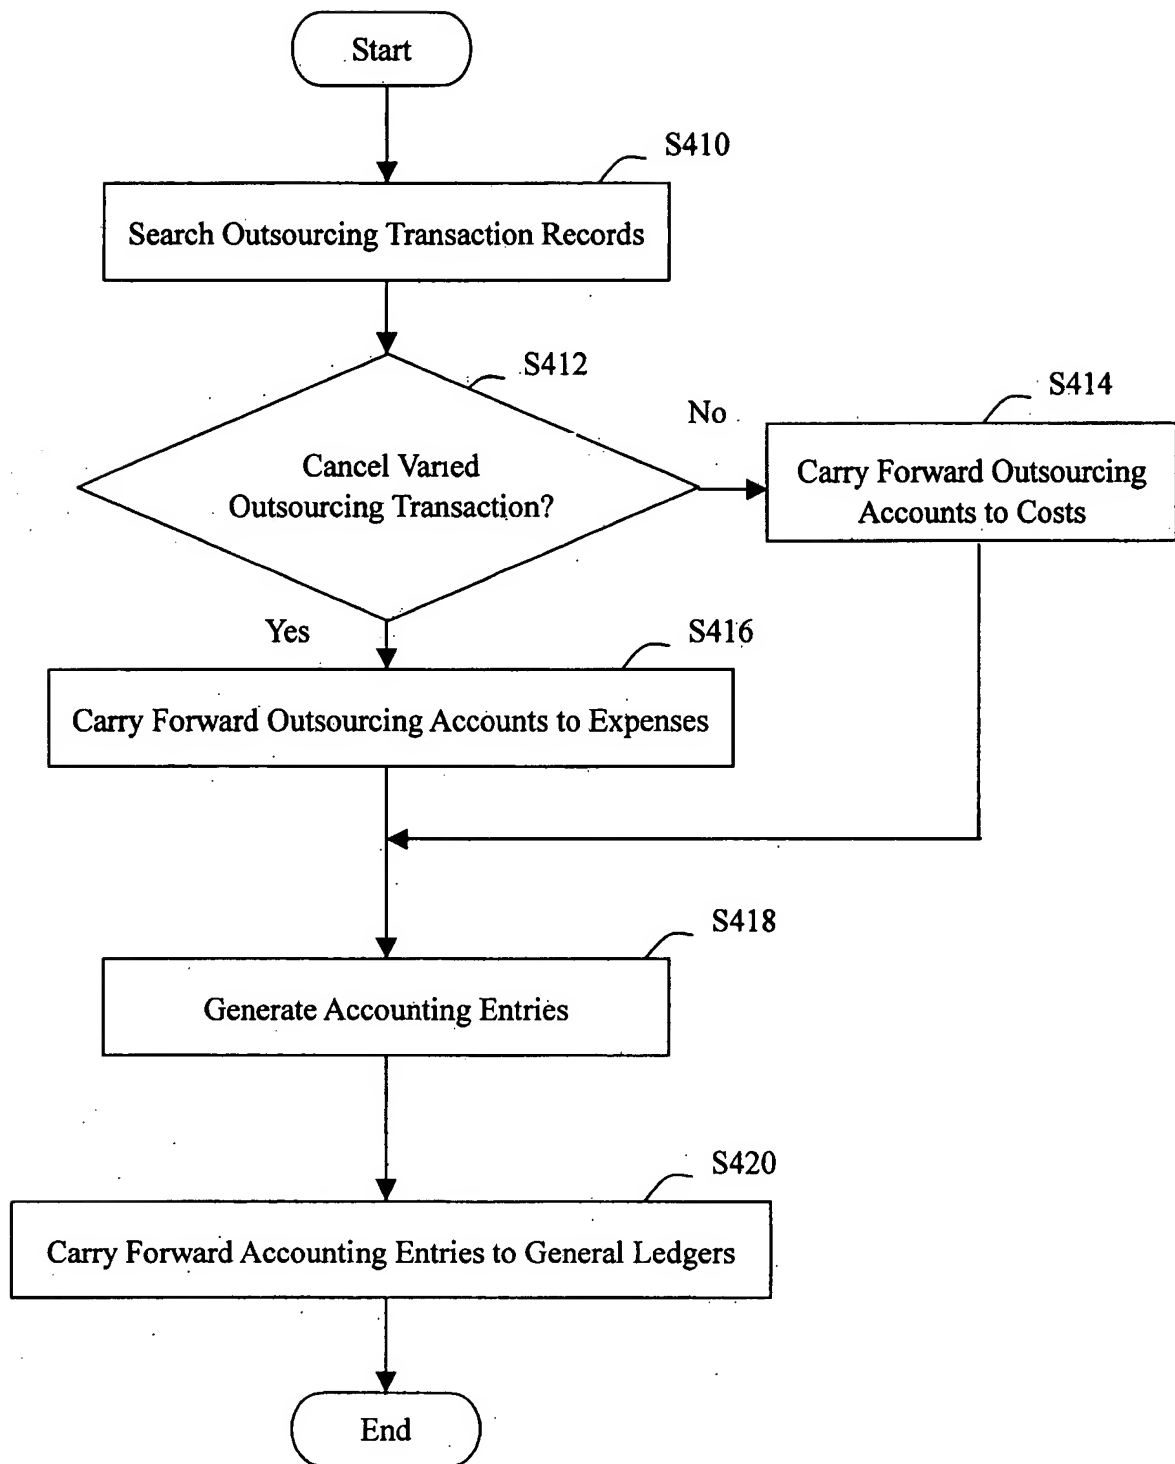 Start
S410
Search Outsourcing Transaction Records
S412
Cancel Varied
Outsourcing Transaction?
No
S414
Carry Forward Outsourcing
Accounts to Costs
Yes
S416
Carry Forward Outsourcing Accounts to Expenses
S418
Generate Accounting Entries
S420
Carry Forward Accounting Entries to General Ledgers
End